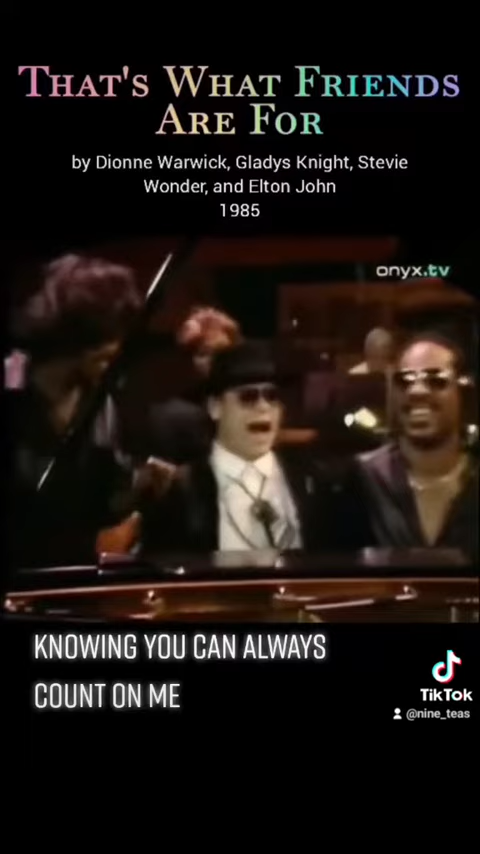 THAT'S WHAT FRIENDS
ARE FOR
by Dionne Warwick, Gladys Knight, Stevie
Wonder, and Elton John
1985
onyx.tv
KNOWING YOU CAN ALWAYS
COUNT ON ME
TikTok
@nine_teas